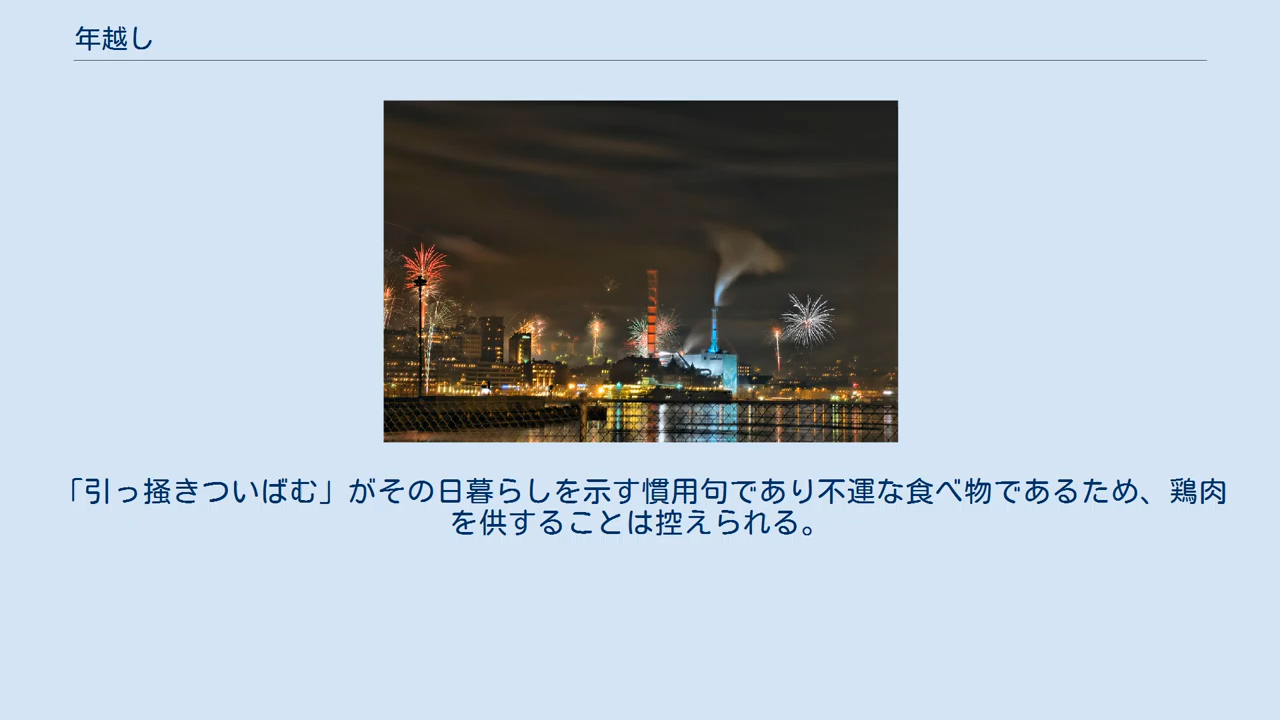 年越し
「引っ掻きついばむ」がその日暮らしを示す慣用句であり不運な食べ物であるため、鶏肉
を供することは控えられる。